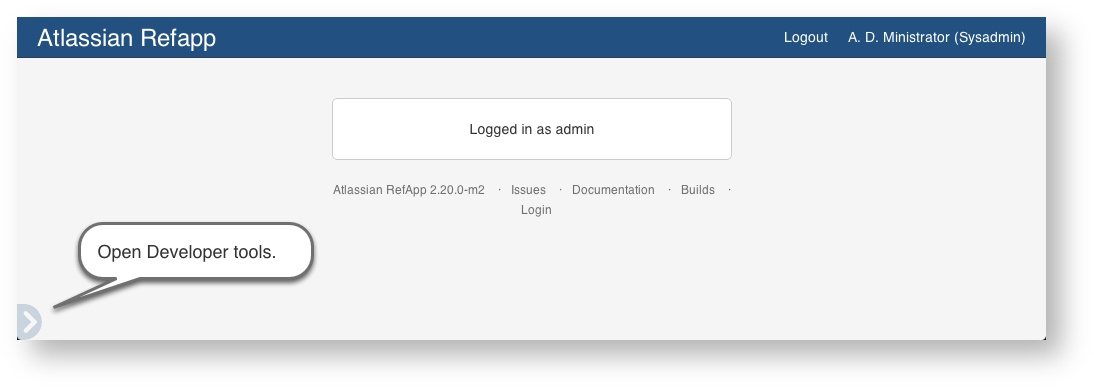 Atlassian Refapp
Logout A. D. Ministrator (Sysadmin)
Logged in as admin
Atlassian RefApp 2.20.0-m2 · Issues · Documentation · Builds ·
Login
Open Developer tools.